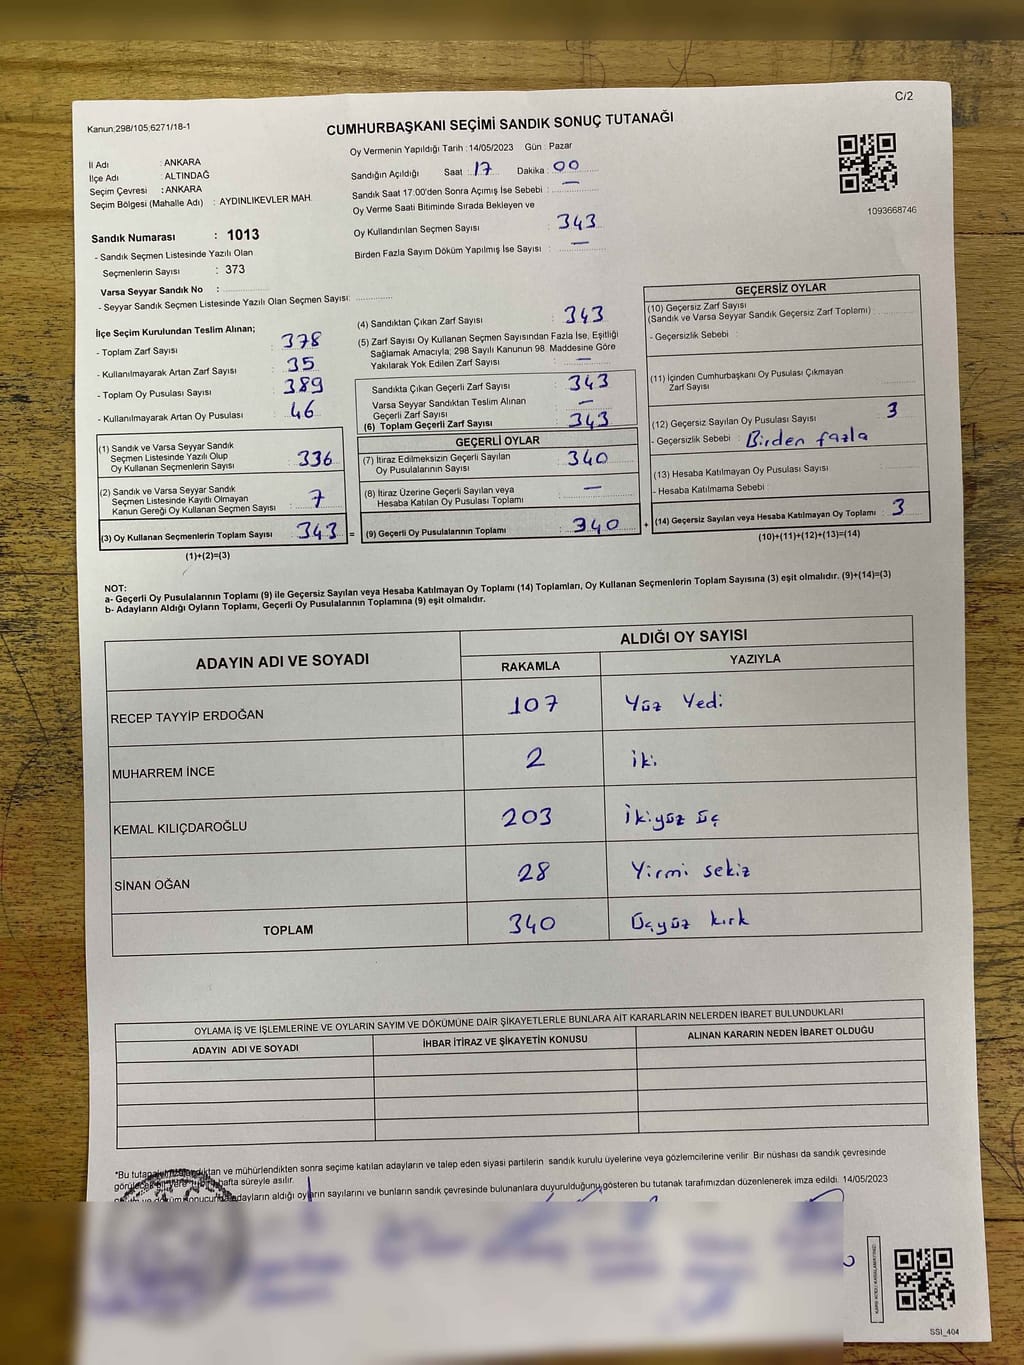 C/2
Kanun;298/105;6271/18-1
CUMHURBAŞKANI SEÇİMİ SANDIK SONUÇ TUTANAĞI
İl Adı : ANKARA
İlçe Adı : ALTINDAĞ
Seçim Çevresi : ANKARA
Seçim Bölgesi (Mahalle Adı) : AYDINLIKEVLER MAH.
Sandık Numarası : 1013
- Sandık Seçmen Listesinde Yazılı Olan
Seçmenlerin Sayısı : 373
Varsa Seyyar Sandık No :
- Seyyar Sandık Seçmen Listesinde Yazılı Olan Seçmen Sayısı:
Oy Vermenin Yapıldığı Tarih : 14/05/2023 Gün : Pazar
Sandığın Açıldığı Saat : 17 Dakika : 00
Sandık Saat 17:00'den Sonra Açımış İse Sebebi : —
Oy Verme Saati Bitiminde Sırada Bekleyen ve
Oy Kullandırılan Seçmen Sayısı : 343
Birden Fazla Sayım Döküm Yapılmış İse Sayısı : —
1093668746
İlçe Seçim Kurulundan Teslim Alınan;
- Toplam Zarf Sayısı : 378
- Kullanılmayarak Artan Zarf Sayısı : 35
- Toplam Oy Pusulası Sayısı : 389
- Kullanılmayarak Artan Oy Pusulası : 46
(1) Sandık ve Varsa Seyyar Sandık
Seçmen Listesinde Yazılı Olup
Oy Kullanan Seçmenlerin Sayısı : 336
(2) Sandık ve Varsa Seyyar Sandık
Seçmen Listesinde Kayıtlı Olmayan
Kanun Gereği Oy Kullanan Seçmen Sayısı : 7
(3) Oy Kullanan Seçmenlerin Toplam Sayısı : 343 =
(1)+(2)=(3)
(4) Sandıktan Çıkan Zarf Sayısı : 343
(5) Zarf Sayısı Oy Kullanan Seçmen Sayısından Fazla İse, Eşitliği
Sağlamak Amacıyla; 298 Sayılı Kanunun 98. Maddesine Göre
Yakılarak Yok Edilen Zarf Sayısı : —
Sandıkta Çıkan Geçerli Zarf Sayısı : 343
Varsa Seyyar Sandıktan Teslim Alınan
Geçerli Zarf Sayısı : —
(6) Toplam Geçerli Zarf Sayısı : 343
GEÇERLİ OYLAR
(7) İtiraz Edilmeksizin Geçerli Sayılan
Oy Pusulalarının Sayısı : 340
(8) İtiraz Üzerine Geçerli Sayılan veya
Hesaba Katılan Oy Pusulası Toplamı : —
(9) Geçerli Oy Pusulalarının Toplamı : 340 +
GEÇERSİZ OYLAR
(10) Geçersiz Zarf Sayısı
(Sandık ve Varsa Seyyar Sandık Geçersiz Zarf Toplamı) :
- Geçersizlik Sebebi :
(11) İçinden Cumhurbaşkanı Oy Pusulası Çıkmayan
Zarf Sayısı :
(12) Geçersiz Sayılan Oy Pusulası Sayısı : 3
- Geçersizlik Sebebi : Birden fazla
(13) Hesaba Katılmayan Oy Pusulası Sayısı :
- Hesaba Katılmama Sebebi :
(14) Geçersiz Sayılan veya Hesaba Katılmayan Oy Toplamı : 3
(10)+(11)+(12)+(13)=(14)
NOT:
a- Geçerli Oy Pusulalarının Toplamı (9) ile Geçersiz Sayılan veya Hesaba Katılmayan Oy Toplamı (14) Toplamları, Oy Kullanan Seçmenlerin Toplam Sayısına (3) eşit olmalıdır. (9)+(14)=(3)
b- Adayların Aldığı Oyların Toplamı, Geçerli Oy Pusulalarının Toplamına (9) eşit olmalıdır.
ADAYIN ADI VE SOYADI
ALDIĞI OY SAYISI
RAKAMLA YAZIYLA
RECEP TAYYİP ERDOĞAN 107 Yüz Yedi
MUHARREM İNCE 2 iki
KEMAL KILIÇDAROĞLU 203 ikiyüz üç
SİNAN OĞAN 28 Yirmi sekiz
TOPLAM 340 Üçyüz kırk
OYLAMA İŞ VE İŞLEMLERİNE VE OYLARIN SAYIM VE DÖKÜMÜNE DAİR ŞİKAYETLERLE BUNLARA AİT KARARLARIN NELERDEN İBARET BULUNDUKLARI
ADAYIN ADI VE SOYADI İHBAR İTİRAZ VE ŞİKAYETİN KONUSU ALINAN KARARIN NEDEN İBARET OLDUĞU
*Bu tutanak ve mühürlendikten sonra seçime katılan adayların ve talep eden siyasi partilerin sandık kurulu üyelerine veya gözlemcilerine verilir. Bir nüshası da sandık çevresinde
hafta süreyle asılır.
adayların aldığı oyların sayılarını ve bunların sandık çevresinde bulunanlara duyurulduğunu gösteren bu tutanak tarafımızdan düzenlenerek imza edildi. 14/05/2023
SSI_404